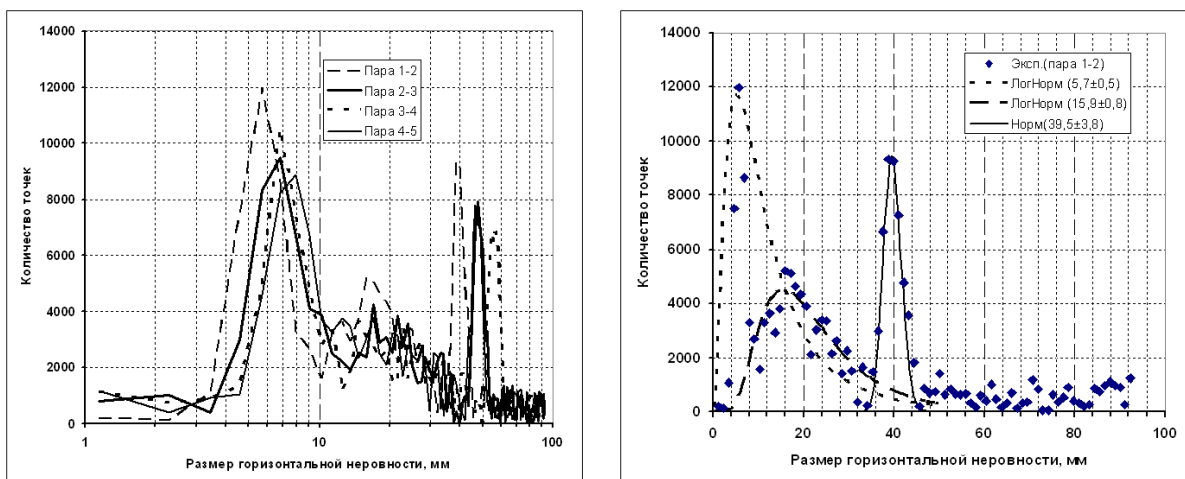 14000
12000
10000
8000
6000
4000
2000
0
Количество точек
Пара 1-2
Пара 2-3
Пара 3-4
Пара 4-5
1
10
100
Размер горизонтальной неровности, мм
14000
12000
10000
8000
6000
4000
2000
0
Количество точек
Эксп.(пара 1-2)
ЛогНорм (5,7±0,5)
ЛогНорм (15,9±0,8)
Норм(39,5±3,8)
0
20
40
60
80
100
Размер горизонтальной неровности, мм